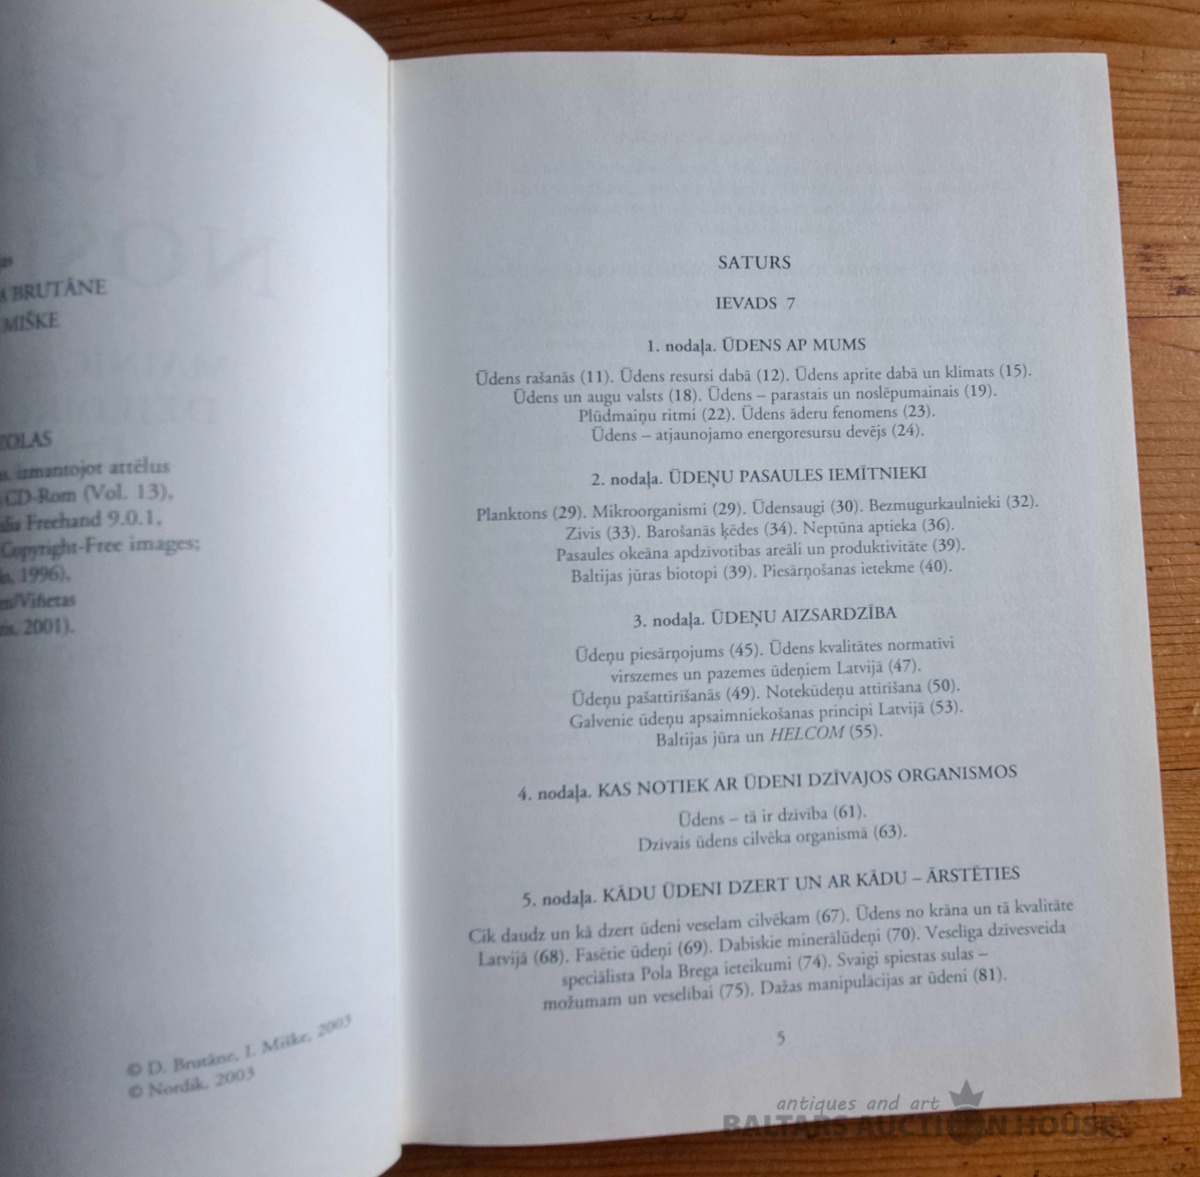 A BRUTĀNE
MIŠKE
izmantojot attēlus
CD-Rom (Vol. 13),
Freehand 9.0.1,
Copyright-Free images;
1996),
2001).
© D. Brutāne, I. Miške, 2003
© Nordik, 2003
SATURS
IEVADS 7
1. nodaļa. ŪDENS AP MUMS
Ūdens rašanās (11). Ūdens resursi dabā (12). Ūdens aprite dabā un klimats (15).
Ūdens un augu valsts (18). Ūdens – parastais un noslēpumainais (19).
Plūdmaiņu ritmi (22). Ūdens āderu fenomens (23).
Ūdens – atjaunojamo energoresursu devējs (24).
2. nodaļa. ŪDEŅU PASAULES IEMĪTNIEKI
Planktons (29). Mikroorganismi (29). Ūdensaugi (30). Bezmugurkaulnieki (32).
Zivis (33). Barošanās ķēdes (34). Neptūna aptieka (36).
Pasaules okeāna apdzīvotības areāli un produktivitāte (39).
Baltijas jūras biotopi (39). Piesārņošanas ietekme (40).
3. nodaļa. ŪDEŅU AIZSARDZĪBA
Ūdeņu piesārņojums (45). Ūdens kvalitātes normatīvi
virszemes un pazemes ūdeņiem Latvijā (47).
Ūdeņu pašattīrīšanās (49). Notekūdeņu attīrīšana (50).
Galvenie ūdeņu apsaimniekošanas principi Latvijā (53).
Baltijas jūra un HELCOM (55).
4. nodaļa. KAS NOTIEK AR ŪDENI DZĪVAJOS ORGANISMOS
Ūdens – tā ir dzīvība (61).
Dzīvais ūdens cilvēka organismā (63).
5. nodaļa. KĀDU ŪDENI DZERT UN AR KĀDU – ĀRSTĒTIES
Cik daudz un kā dzert ūdeni veselam cilvēkam (67). Ūdens no krāna un tā kvalitāte
Latvijā (68). Fasētie ūdeņi (69). Dabiskie minerālūdeņi (70). Veselīga dzīvesveida
speciālista Pola Brega ieteikumi (74). Svaigi spiestas sulas –
možumam un veselībai (75). Dažas manipulācijas ar ūdeni (81).
5
antiques and art
BALTARS AUCTION HOUSE